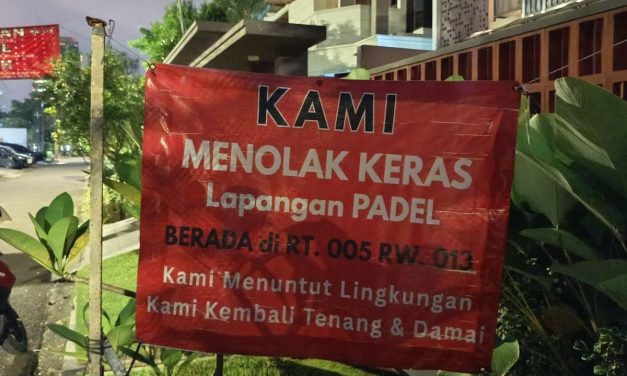 KAMI
MENOLAK KERAS
Lapangan PADEL
BERADA di RT. 005 RW. 013
Kami Menuntut Lingkungan
Kami Kembali Tenang & Damai